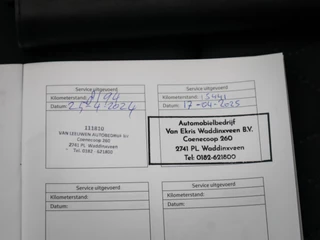 Service uitgevoerd
Kilometerstand:
Datum: 25-4-2024
111810
VAN LEEUWEN AUTOBEDRIJF B.V.
Coenecoop 260
2741 PL Waddinxveen
Tel. 0182 - 621800
Service uitgevoerd
Kilometerstand: 15441
Datum: 17-04-2025
Automobielbedrijf
Van Ekris Waddinxveen B.V.
Coenecoop 260
2741 PL Waddinxveen
Tel: 0182-621800
Service uitgevoerd
Kilometerstand:
Datum:
Service uitgevoerd
Kilometerstand:
Datum: